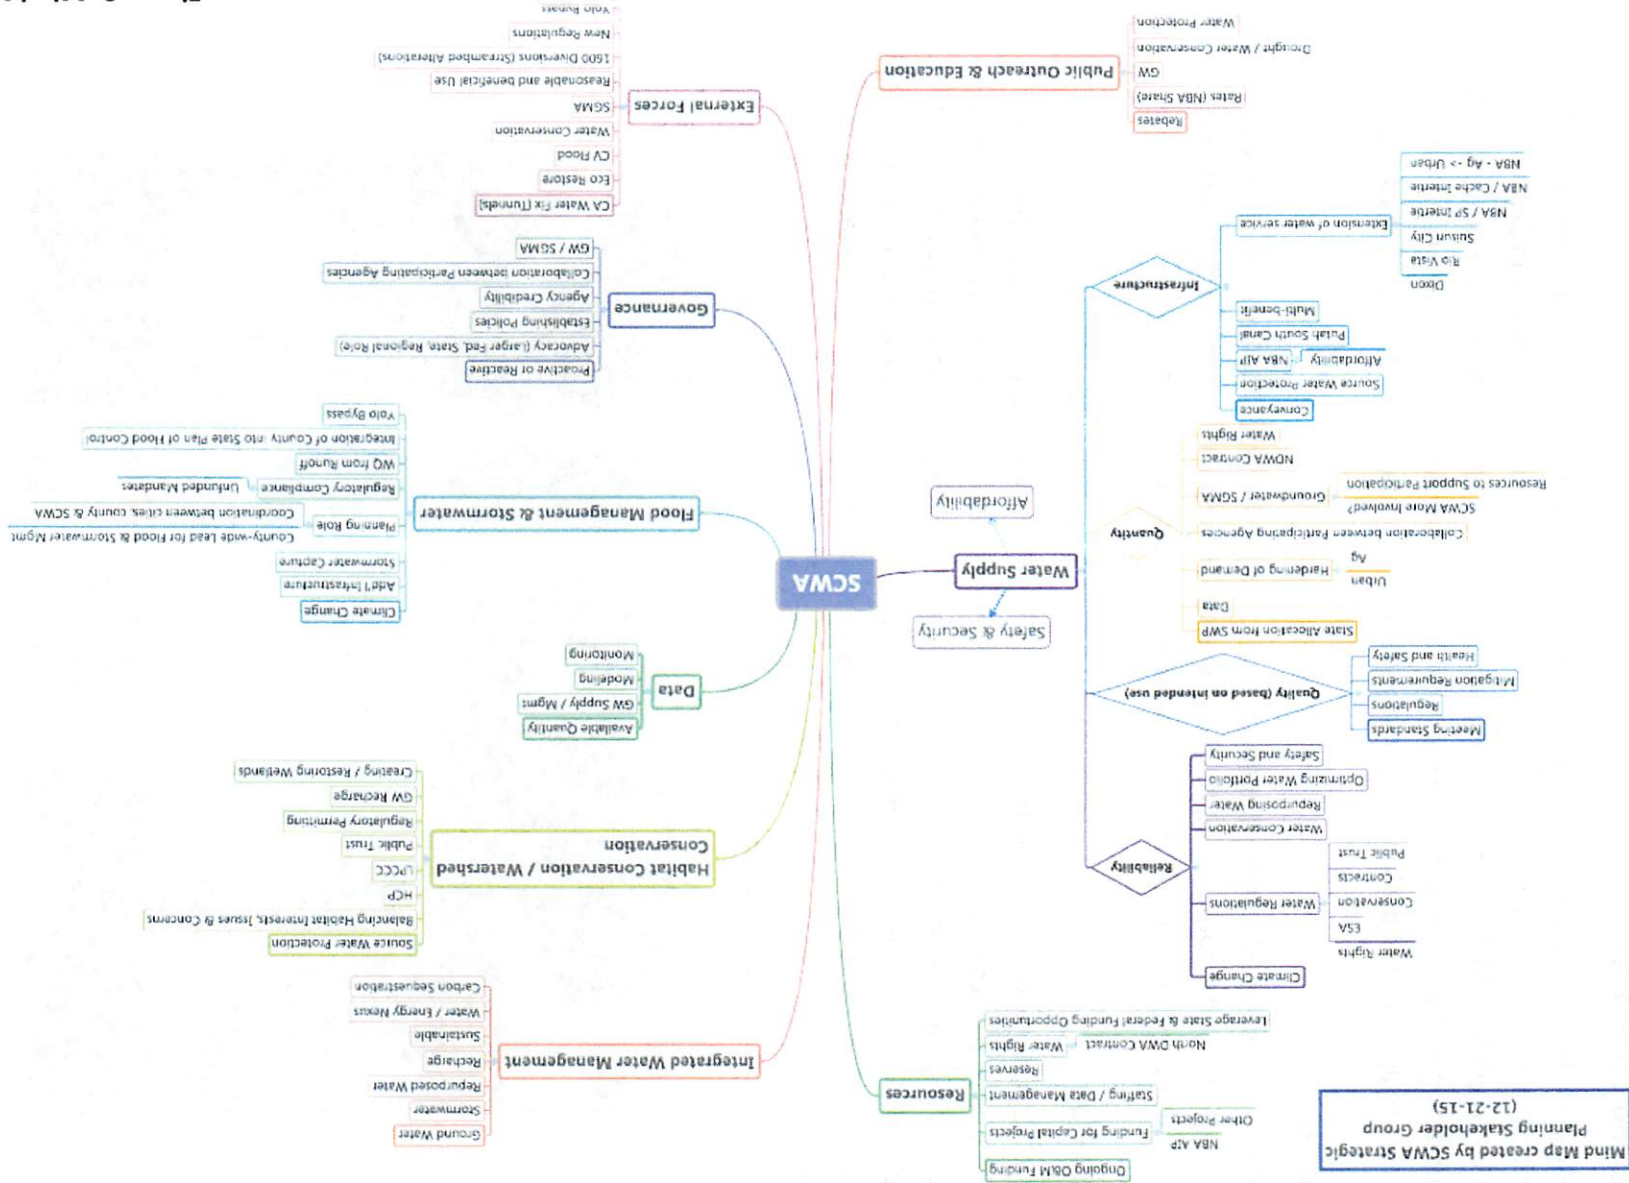 Mind Map created by SCWA Strategic
Planning Stakeholder Group
(12-21-15)
Resources
Ongoing O&M Funding
Funding for Capital Projects
NBA AIP
Other Projects
Staffing / Data Management
Reserves
Water Rights
North DWA Contract
Leverage State & Federal Funding Opportunities
Water Supply
Safety & Security
Affordability
Reliability
Climate Change
Water Regulations
Water Rights
ESA
Conservation
Contracts
Public Trust
Water Conservation
Repurposing Water
Optimizing Water Portfolio
Safety and Security
Quality (based on intended use)
Meeting Standards
Regulations
Mitigation Requirements
Health and Safety
Quantity
State Allocation from SWP
Data
Hardening of Demand
Urban
Ag
Collaboration between Participating Agencies
Groundwater / SGMA
SCWA More Involved?
Resources to Support Participation
NDWA Contract
Water Rights
Infrastructure
Conveyance
Source Water Protection
NBA AIP
Affordability
Putah South Canal
Multi-benefit
Extension of water service
Dixon
Rio Vista
Suisun City
NBA / SP Intertie
NBA / Cache Intertie
NBA - Ag -> Urban
Public Outreach & Education
Rebates
Rates (NBA Share)
GW
Drought / Water Conservation
Water Protection
SCWA
Integrated Water Management
Ground Water
Stormwater
Repurposed Water
Recharge
Sustainable
Water / Energy Nexus
Carbon Sequestration
Habitat Conservation / Watershed
Conservation
Source Water Protection
Balancing Habitat Interests, Issues & Concerns
HCP
LPCCC
Public Trust
Regulatory Permitting
GW Recharge
Creating / Restoring Wetlands
Data
Available Quantity
GW Supply / Mgmt
Modeling
Monitoring
Flood Management & Stormwater
Climate Change
Add'l Infrastructure
Stormwater Capture
Planning Role
County-wide Lead for Flood & Stormwater Mgmt
Coordination between cities, county & SCWA
Regulatory Compliance
Unfunded Mandates
WQ from Runoff
Integration of County into State Plan of Flood Control
Yolo Bypass
Governance
Proactive or Reactive
Advocacy (Larger Fed, State, Regional Role)
Establishing Policies
Agency Credibility
Collaboration between Participating Agencies
GW / SGMA
External Forces
CA Water Fix [Tunnels]
Eco Restore
CV Flood
Water Conservation
SGMA
Reasonable and beneficial Use
1600 Diversions (Streambed Alterations)
New Regulations
Yolo Bypass